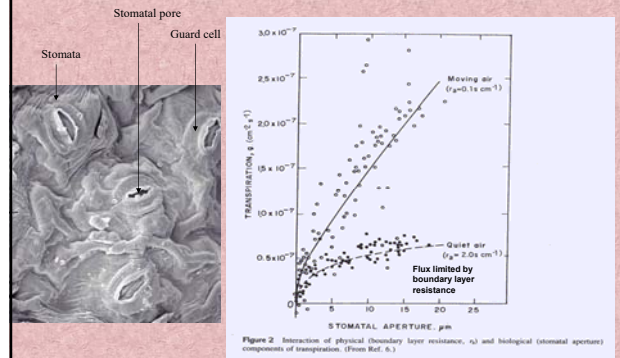 Stomatal pore
Guard cell
Stomata
3,0 x 10⁻⁷
2,5 x 10⁻⁷
2,0 x 10⁻⁷
1,5 x 10⁻⁷
1,0 x 10⁻⁷
0.5 x 10⁻⁷
0
TRANSPIRATION, g (cm⁻² s⁻¹)
Moving air
(rₐ=0.1s cm⁻¹)
Quiet air
(rₐ= 2.0s cm⁻¹)
Flux limited by
boundary layer
resistance
0 5 10 15 20 25
STOMATAL APERTURE, µm
Figure 2 Interaction of physical (boundary layer resistance, rₐ) and biological (stomatal aperture)
components of transpiration. (From Ref. 6.)